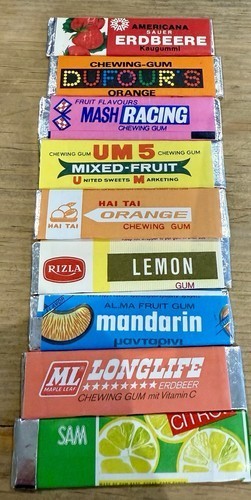 AMERICANA
SAUER
ERDBEERE
Kaugummi
CHEWING-GUM
DUFOUR'S
ORANGE
FRUIT FLAVOURS
MASH RACING
CHEWING GUM
CHEWING GUM UM 5 CHEWING GUM
MIXED-FRUIT
UNITED SWEETS MARKETING
HAI TAI
ORANGE
HAI TAI
CHEWING GUM
RIZLA
LEMON
GUM
ALMA FRUIT GUM
mandarin
μανταρίνι
ML LONGLIFE
MAPLE LEAF
ERDBEER
CHEWING GUM mit Vitamin C
SAM
CITRON